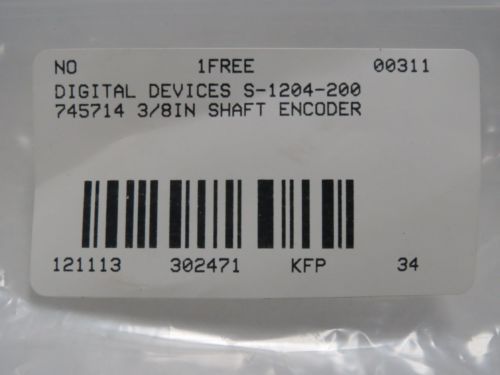 NO 1FREE 00311
DIGITAL DEVICES S-1204-200
745714 3/8IN SHAFT ENCODER
121113 302471 KFP 34